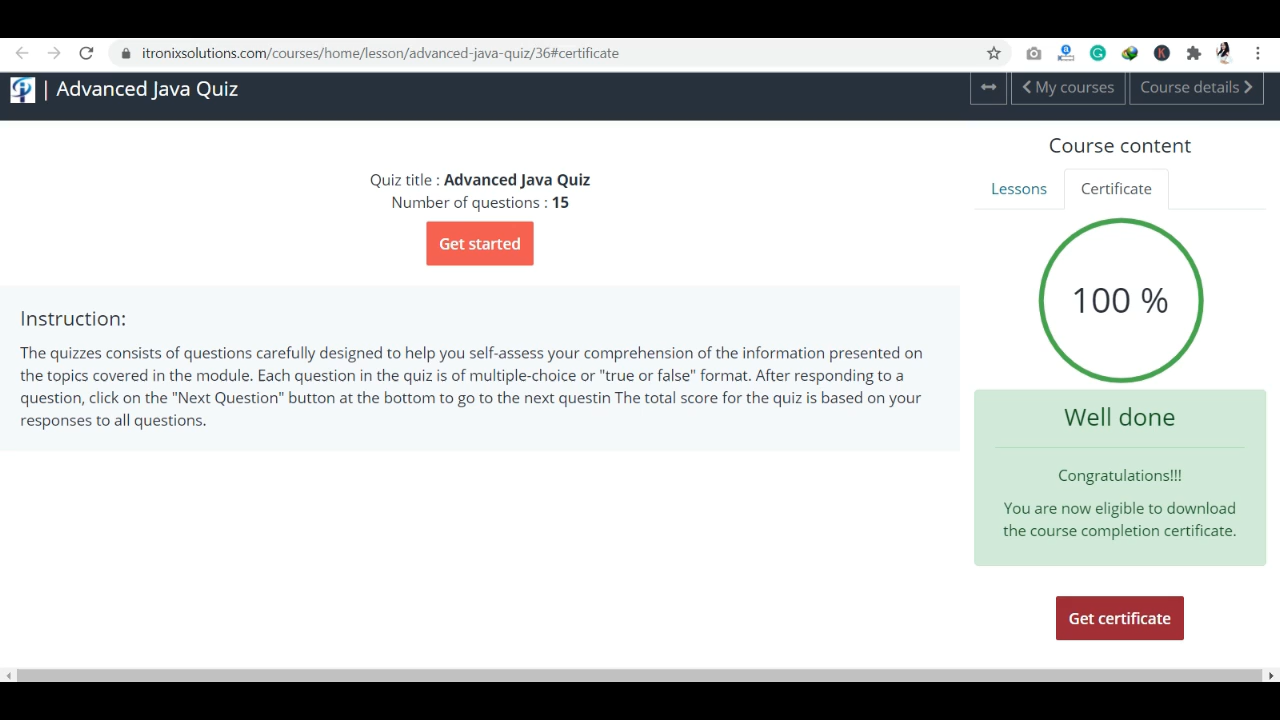 itronixsolutions.com/courses/home/lesson/advanced-java-quiz/36#certificate
| Advanced Java Quiz
My courses
Course details
Quiz title : Advanced Java Quiz
Number of questions : 15
Get started
Instruction:
The quizzes consists of questions carefully designed to help you self-assess your comprehension of the information presented on
the topics covered in the module. Each question in the quiz is of multiple-choice or "true or false" format. After responding to a
question, click on the "Next Question" button at the bottom to go to the next questin The total score for the quiz is based on your
responses to all questions.
Course content
Lessons
Certificate
100 %
Well done
Congratulations!!!
You are now eligible to download
the course completion certificate.
Get certificate